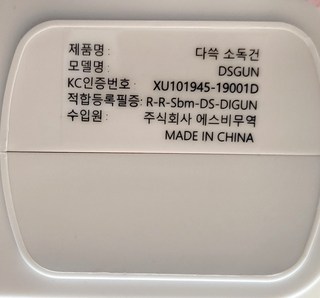 제품명 : 다쓱 소독건
모델명 : DSGUN
KC인증번호 : XU101945-19001D
적합등록필증: R-R-Sbm-DS-DIGUN
수입원 : 주식회사 에스비무역
MADE IN CHINA